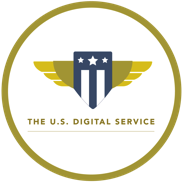 THE U.S. DIGITAL SERVICE